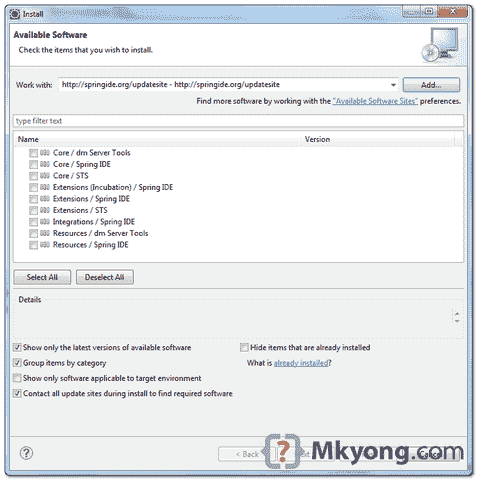 Install
Available Software
Check the items that you wish to install.
Work with: http://springide.org/updatesite - http://springide.org/updatesite Add...
Find more software by working with the "Available Software Sites" preferences.
type filter text
Name Version
Core / dm Server Tools
Core / Spring IDE
Core / STS
Extensions (Incubation) / Spring IDE
Extensions / Spring IDE
Extensions / STS
Integrations / Spring IDE
Resources / dm Server Tools
Resources / Spring IDE
Select All Deselect All
Details
Show only the latest versions of available software Hide items that are already installed
Group items by category What is already installed?
Show only software applicable to target environment
Contact all update sites during install to find required software
? < Back Mkyong.com